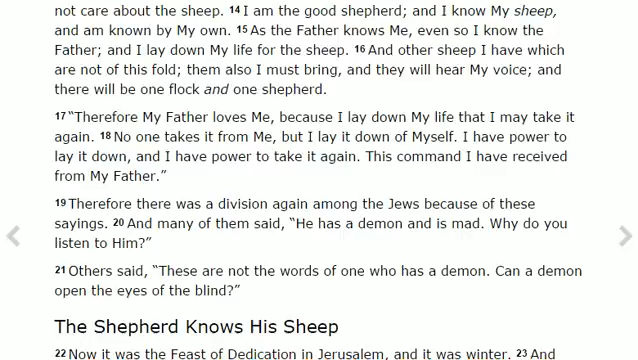 not care about the sheep. 14 I am the good shepherd; and I know My sheep,
and am known by My own. 15 As the Father knows Me, even so I know the
Father; and I lay down My life for the sheep. 16 And other sheep I have which
are not of this fold; them also I must bring, and they will hear My voice; and
there will be one flock and one shepherd.
17 “Therefore My Father loves Me, because I lay down My life that I may take it
again. 18 No one takes it from Me, but I lay it down of Myself. I have power to
lay it down, and I have power to take it again. This command I have received
from My Father.”
19 Therefore there was a division again among the Jews because of these
sayings. 20 And many of them said, “He has a demon and is mad. Why do you
listen to Him?”
21 Others said, “These are not the words of one who has a demon. Can a demon
open the eyes of the blind?”
The Shepherd Knows His Sheep
22 Now it was the Feast of Dedication in Jerusalem, and it was winter. 23 And